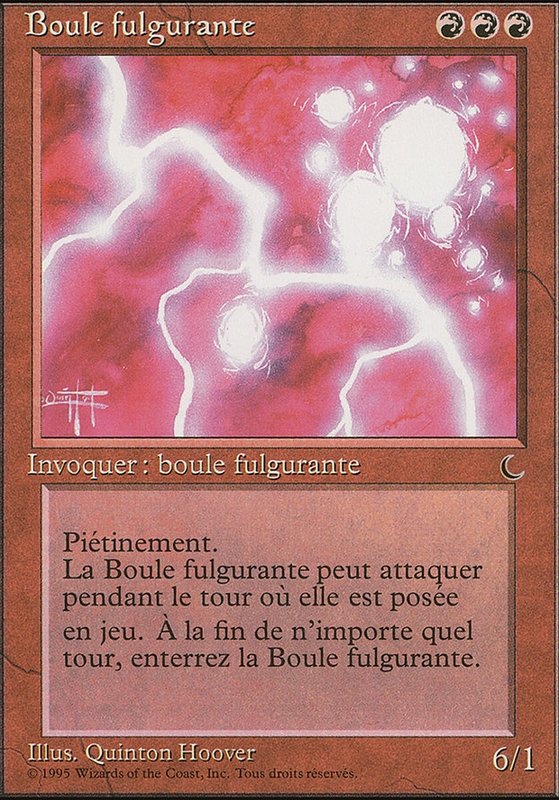 Boule fulgurante
Invoquer : boule fulgurante
Piétinement.
La Boule fulgurante peut attaquer
pendant le tour où elle est posée
en jeu. À la fin de n'importe quel
tour, enterrez la Boule fulgurante.
Illus. Quinton Hoover
6/1
© 1995 Wizards of the Coast, Inc. Tous droits réservés.